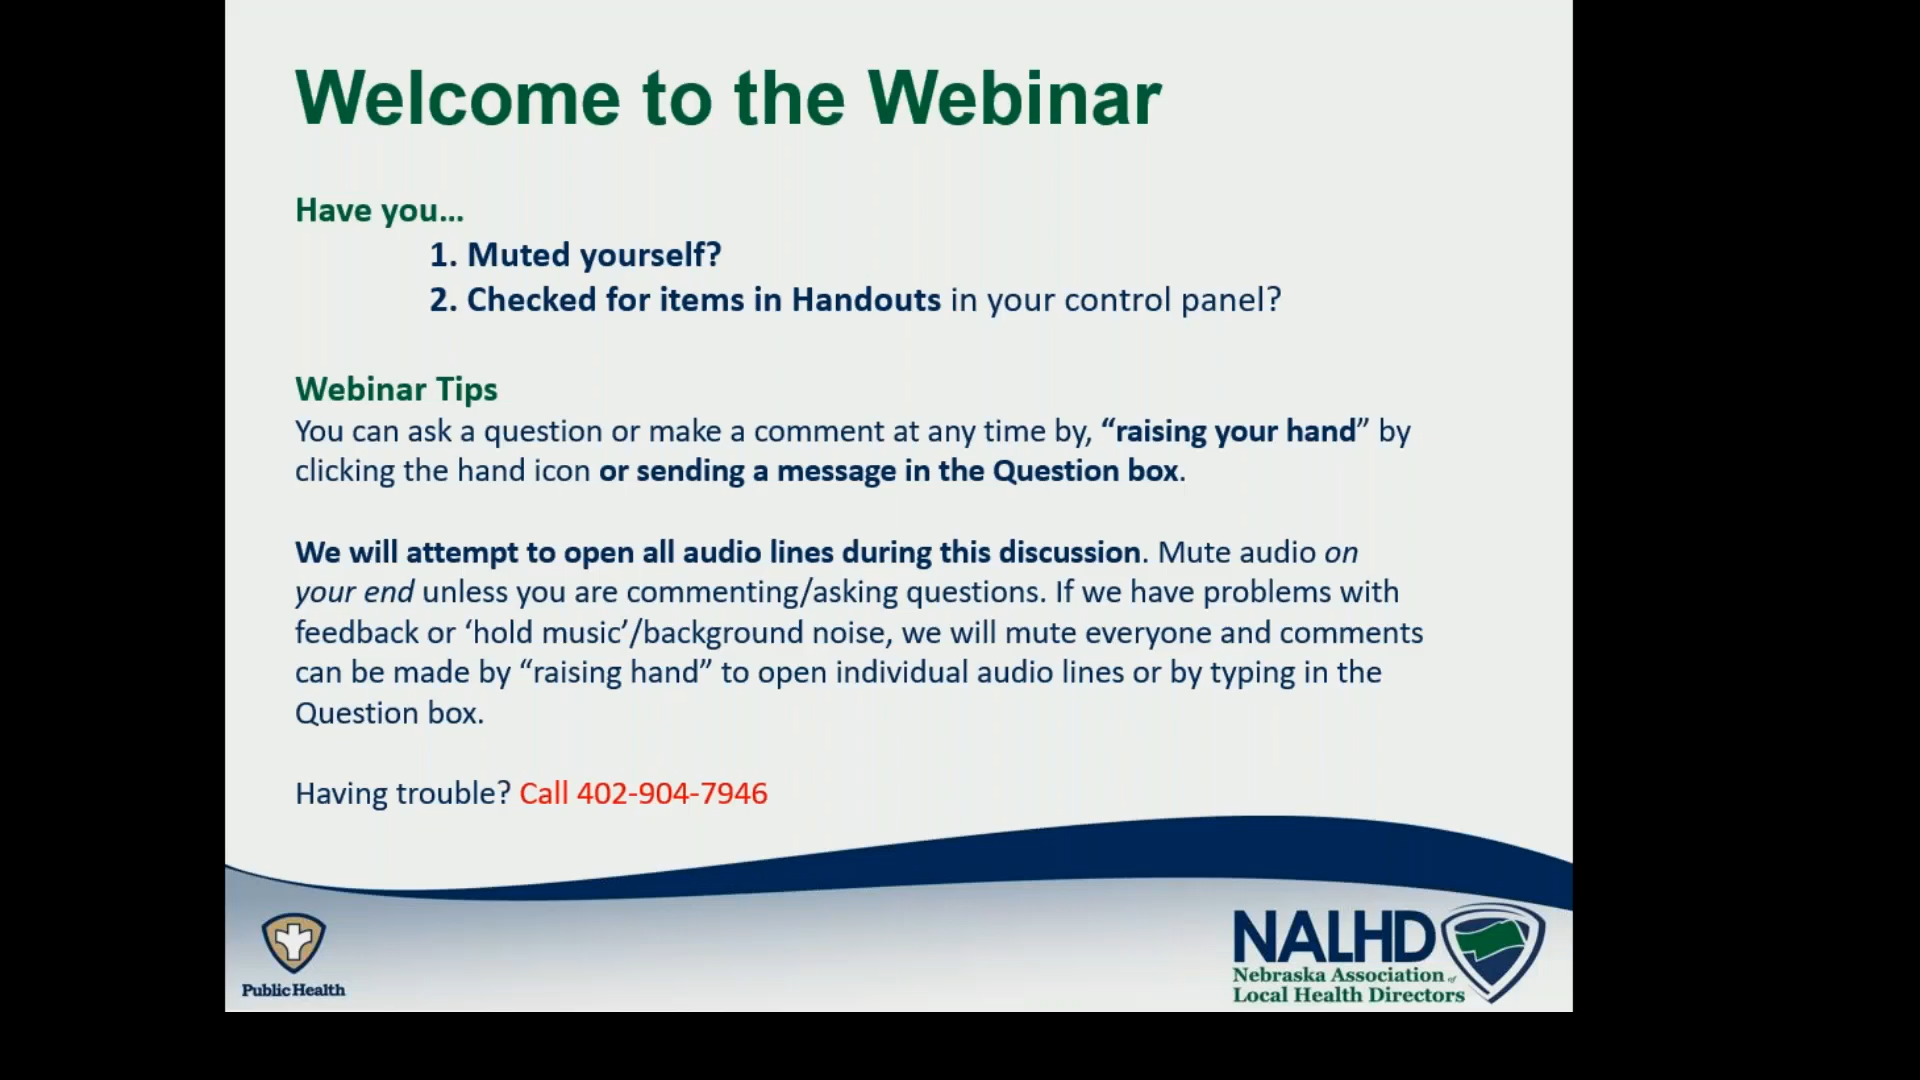 Welcome to the Webinar
Have you...
1. Muted yourself?
2. Checked for items in Handouts in your control panel?
Webinar Tips
You can ask a question or make a comment at any time by, “raising your hand” by
clicking the hand icon or sending a message in the Question box.
We will attempt to open all audio lines during this discussion. Mute audio on
your end unless you are commenting/asking questions. If we have problems with
feedback or ‘hold music’/background noise, we will mute everyone and comments
can be made by “raising hand” to open individual audio lines or by typing in the
Question box.
Having trouble? Call 402-904-7946
Public Health
NALHD
Nebraska Association of
Local Health Directors